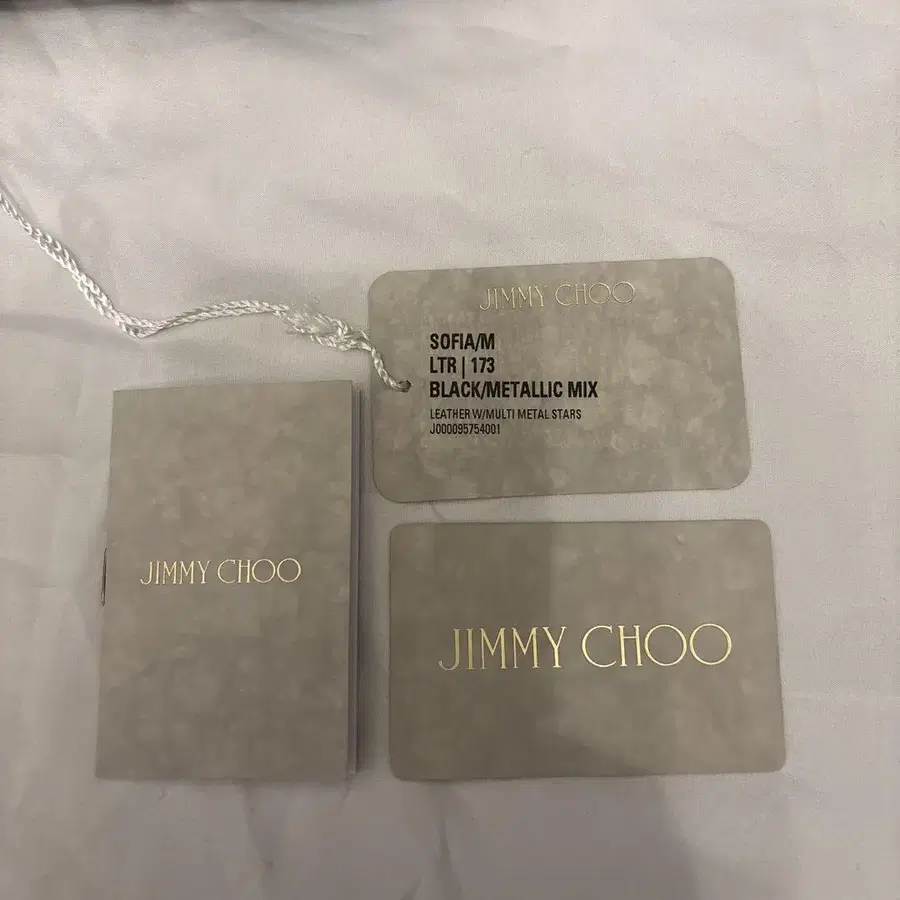 JIMMY CHOO
SOFIA/M
LTR | 173
BLACK/METALLIC MIX
LEATHER W/MULTI METAL STARS
J000095754001
JIMMY CHOO
JIMMY CHOO